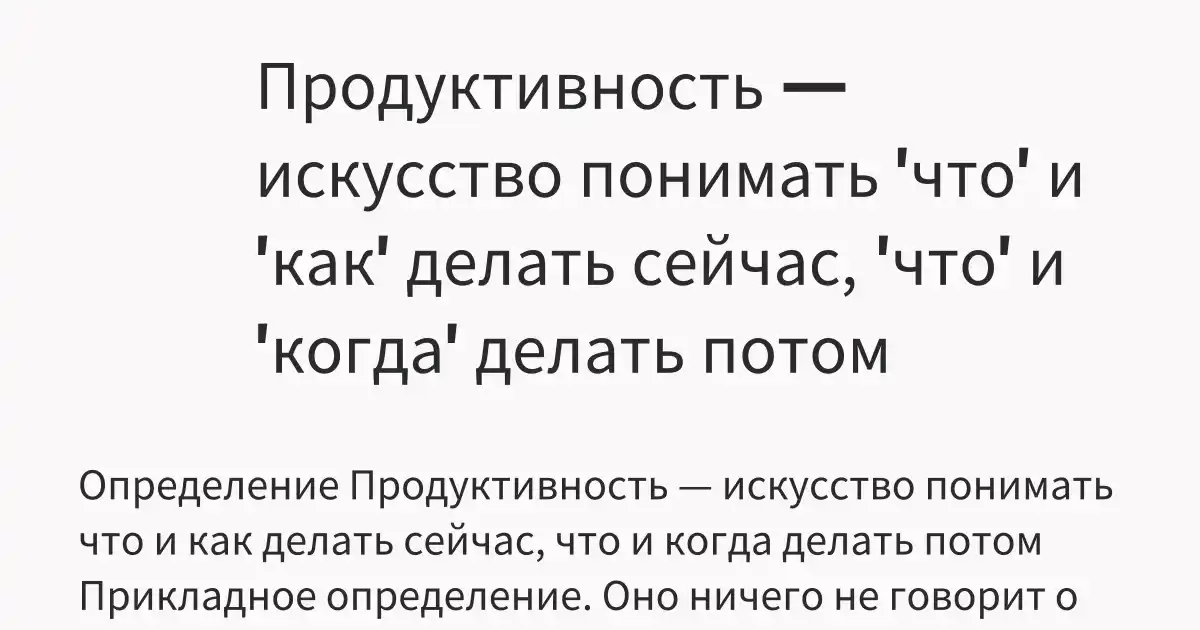 Продуктивность —
искусство понимать 'что' и
'как' делать сейчас, 'что' и
'когда' делать потом
Определение Продуктивность — искусство понимать
что и как делать сейчас, что и когда делать потом
Прикладное определение. Оно ничего не говорит о